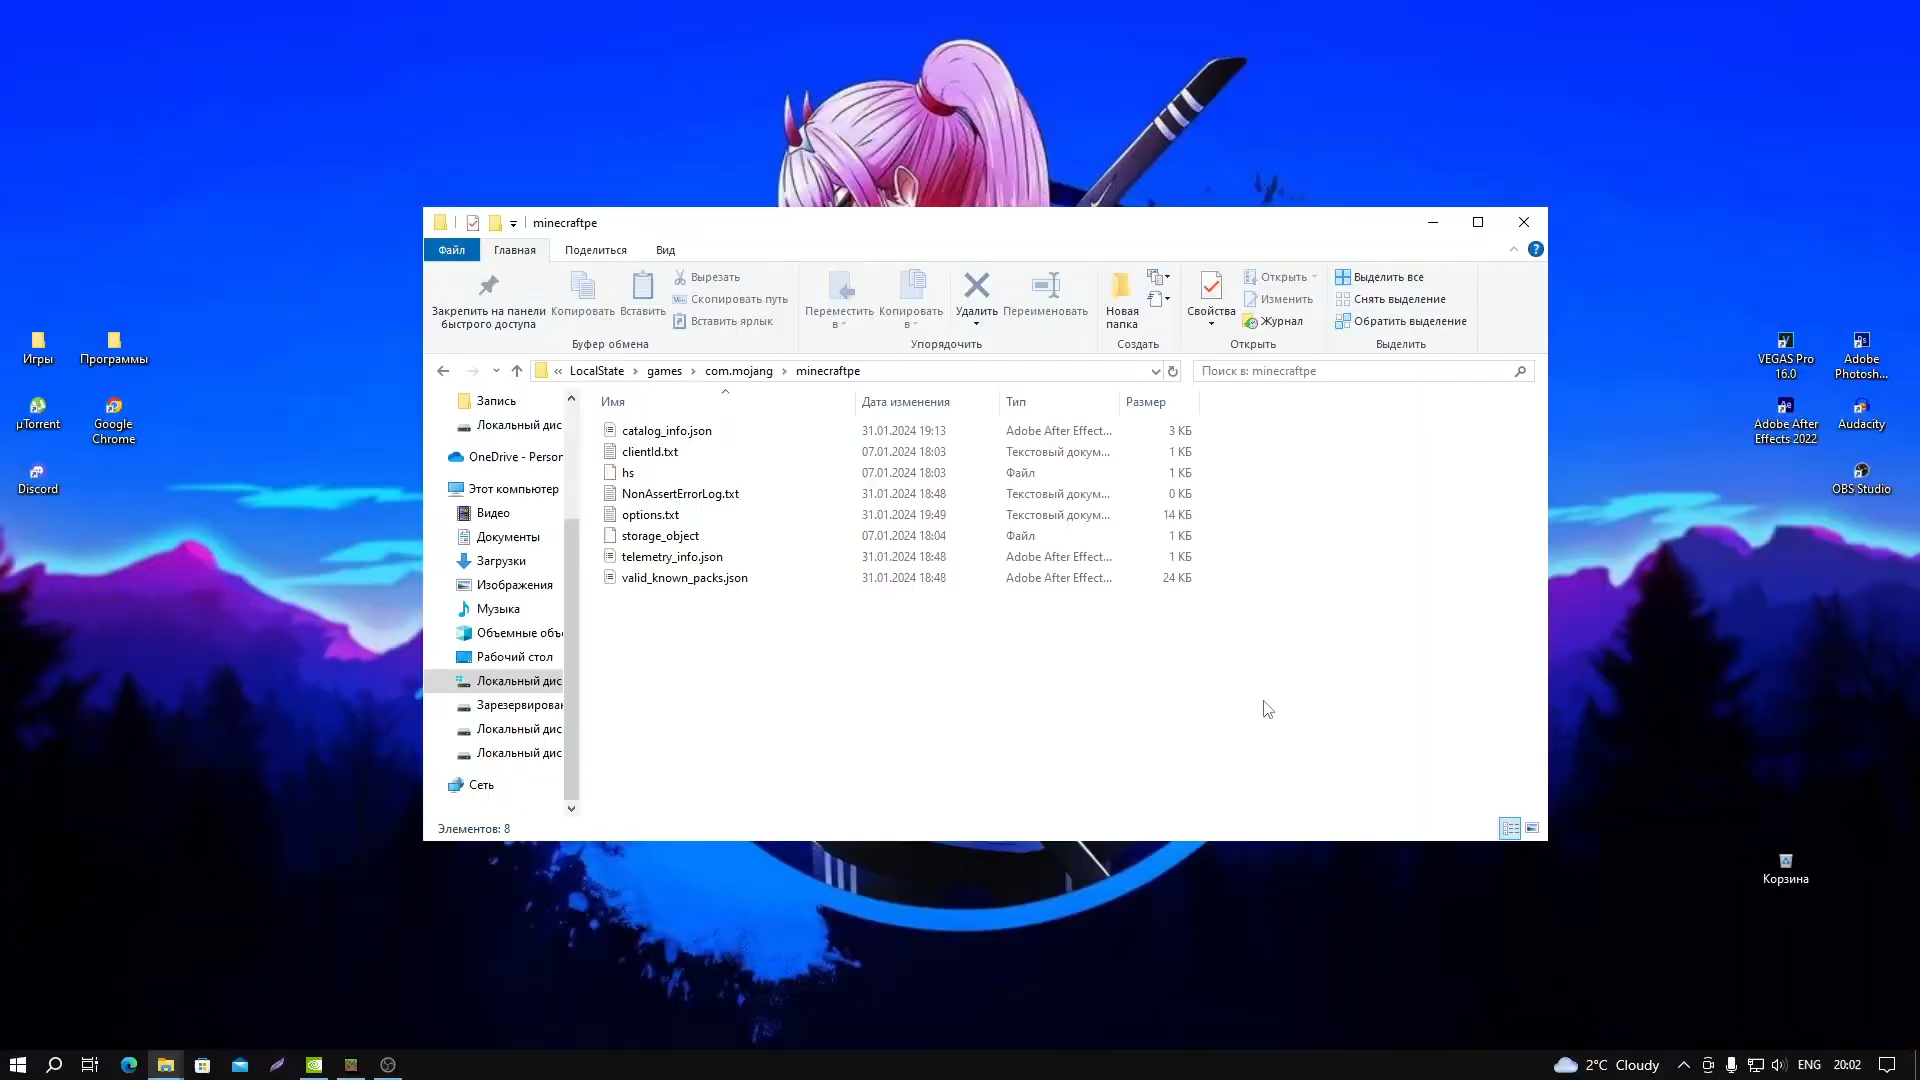 minecraftpe
Файл
Главная
Поделиться
Вид
Закрепить на панели
быстрого доступа
Копировать
Вставить
Вырезать
Скопировать путь
Вставить ярлык
Буфер обмена
Переместить
в
Копировать
в
Удалить
Переименовать
Упорядочить
Новая
папка
Создать
Свойства
Открыть
Изменить
Журнал
Открыть
Выделить все
Снять выделение
Обратить выделение
Выделить
« LocalState › games › com.mojang › minecraftpe
Поиск в: minecraftpe
Запись
Локальный дис
OneDrive - Person
Этот компьютер
Видео
Документы
Загрузки
Изображения
Музыка
Объемные объ
Рабочий стол
Локальный дис
Зарезервирован
Локальный дис
Локальный дис
Сеть
Имя Дата изменения Тип Размер
catalog_info.json 31.01.2024 19:13 Adobe After Effect... 3 КБ
clientId.txt 07.01.2024 18:03 Текстовый докум... 1 КБ
hs 07.01.2024 18:03 Файл 1 КБ
NonAssertErrorLog.txt 31.01.2024 18:48 Текстовый докум... 0 КБ
options.txt 31.01.2024 19:49 Текстовый докум... 14 КБ
storage_object 07.01.2024 18:04 Файл 1 КБ
telemetry_info.json 31.01.2024 18:48 Adobe After Effect... 1 КБ
valid_known_packs.json 31.01.2024 18:48 Adobe After Effect... 24 КБ
Элементов: 8
Игры
Программы
µTorrent
Google
Chrome
Discord
VEGAS Pro
16.0
Adobe
Photosh...
Adobe After
Effects 2022
Audacity
OBS Studio
Корзина
2°C Cloudy
ENG
20:02